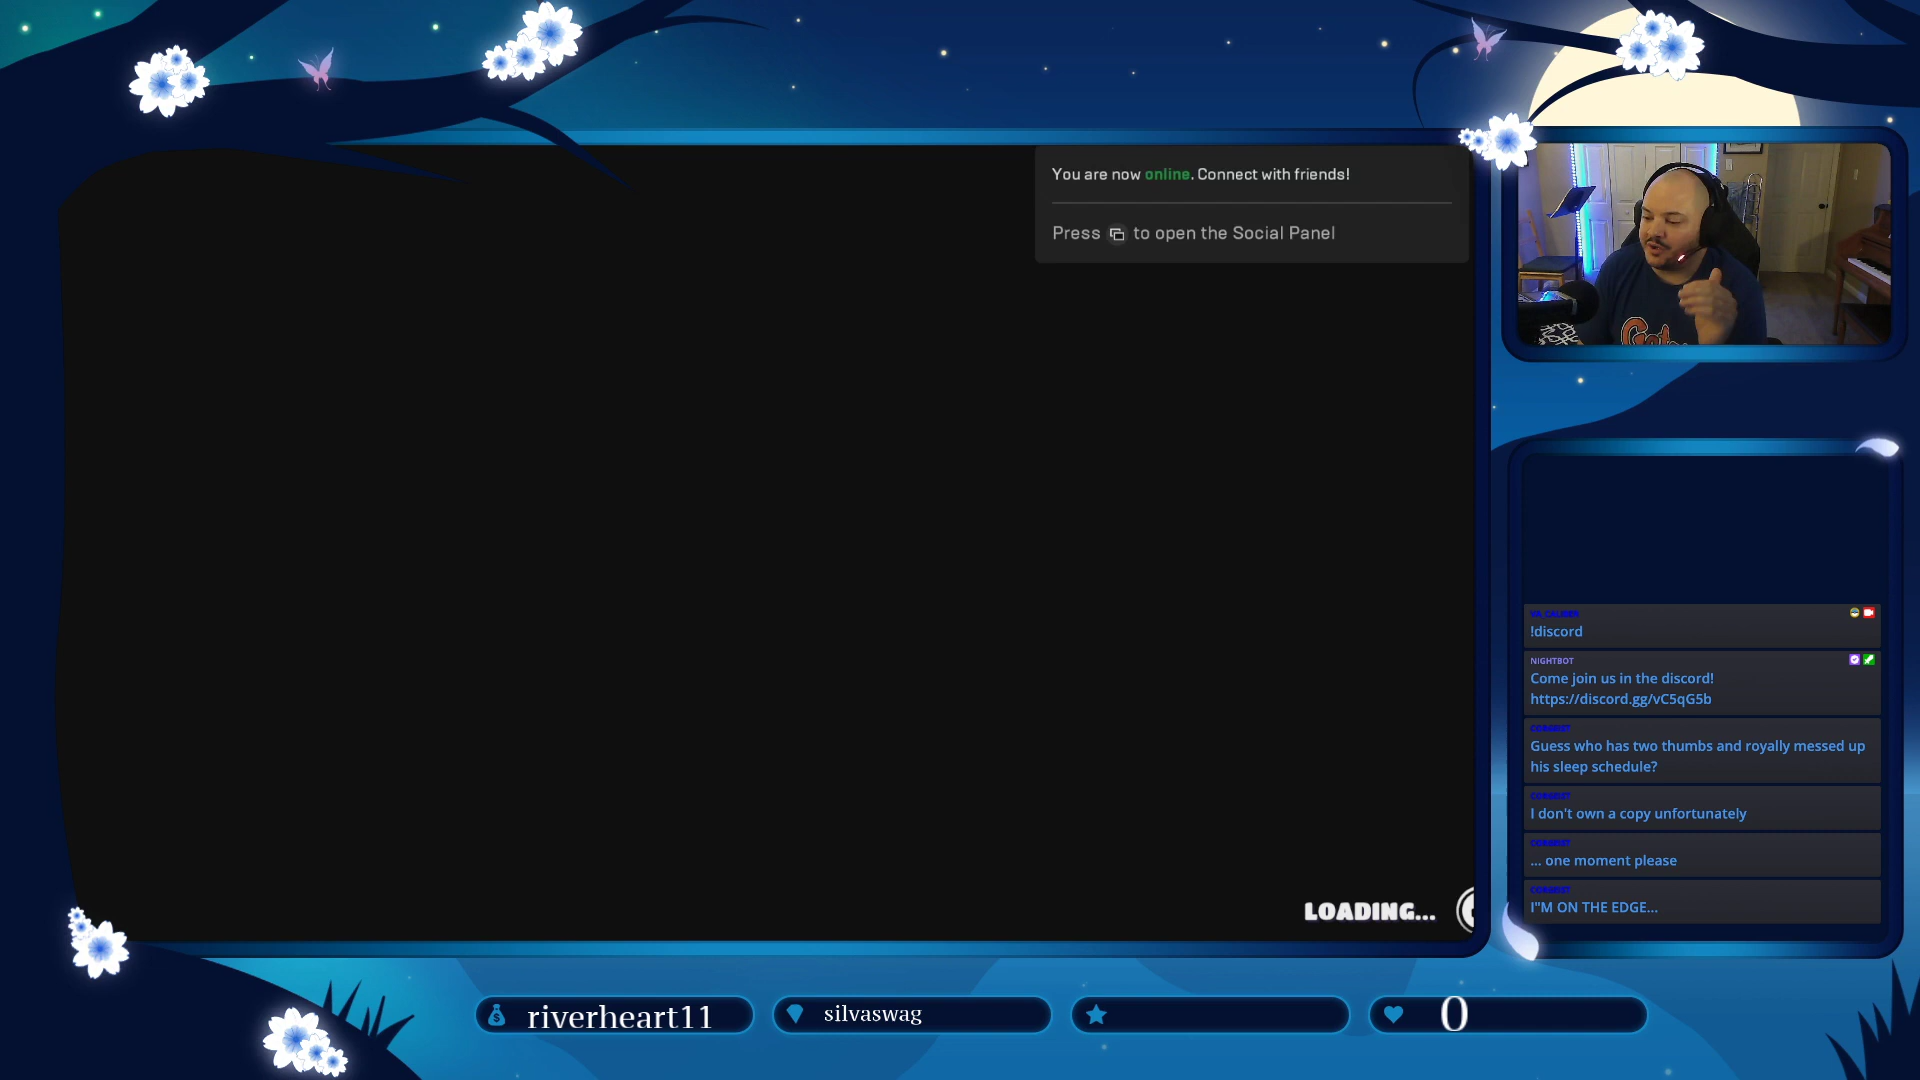 You are now online. Connect with friends!
Press to open the Social Panel
LOADING...
!discord
NIGHTBOT
Come join us in the discord!
https://discord.gg/vC5qG5b
Guess who has two thumbs and royally messed up
his sleep schedule?
I don't own a copy unfortunately
... one moment please
I"M ON THE EDGE...
riverheart11
silvaswag
0